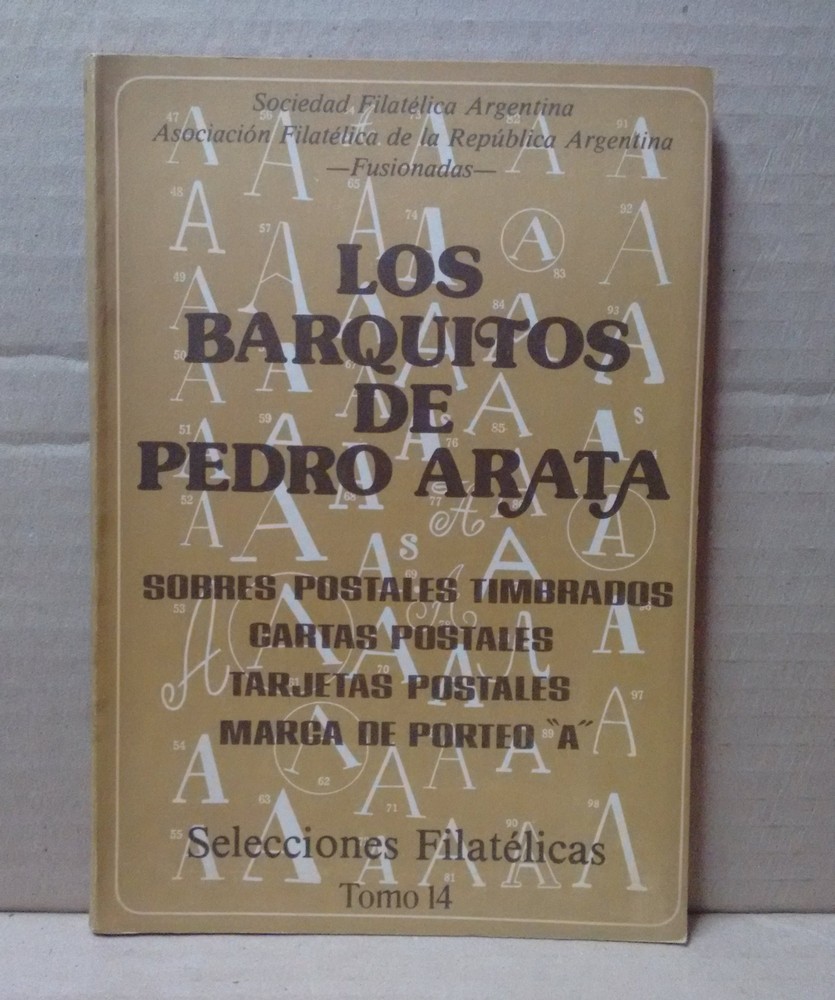 Sociedad Filatélica Argentina
Asociación Filatélica de la República Argentina
—Fusionadas—
LOS
BARQUITOS
DE
PEDRO ARATA
SOBRES POSTALES TIMBRADOS
CARTAS POSTALES
TARJETAS POSTALES
MARCA DE PORTEO "A"
Selecciones Filatélicas
Tomo 14